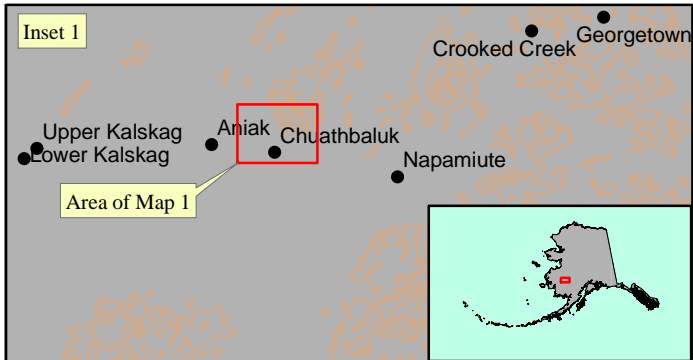 Inset 1
Georgetown
Crooked Creek
Upper Kalskag
Aniak
Chuathbaluk
Lower Kalskag
Napamiute
Area of Map 1